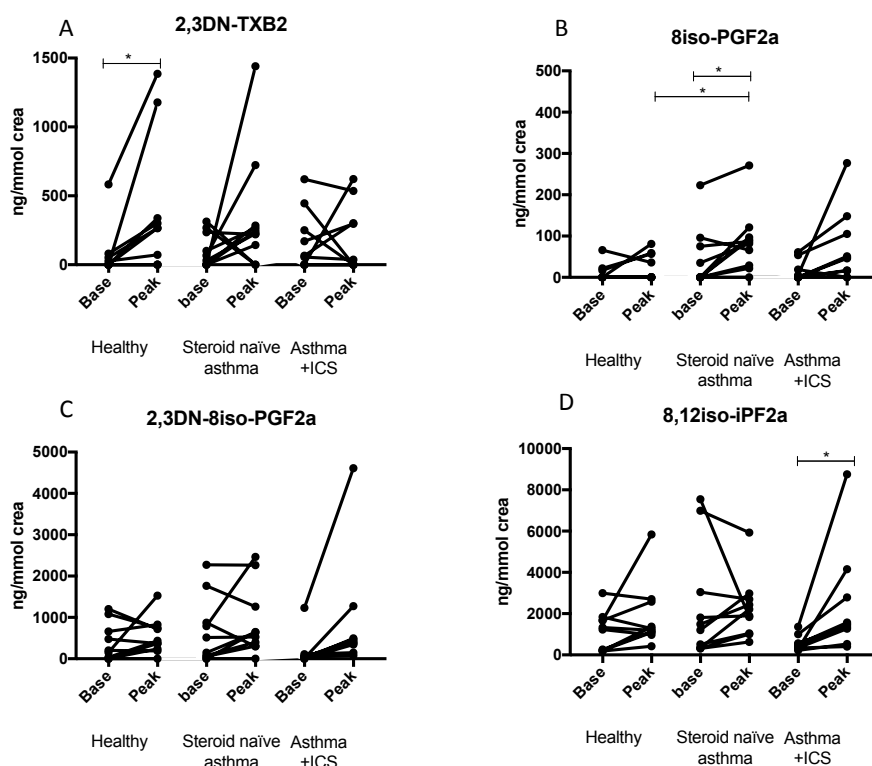 A
2,3DN-TXB2
*
ng/mmol crea
1500
1000
500
0
Base
Peak
base
Peak
Base
Peak
Healthy
Steroid naïve
asthma
Asthma
+ICS
B
8iso-PGF2a
*
*
ng/mmol crea
500
400
300
200
100
0
Base
Peak
base
Peak
Base
Peak
Healthy
Steroid naïve
asthma
Asthma
+ICS
C
2,3DN-8iso-PGF2a
ng/mmol crea
5000
4000
3000
2000
1000
0
Base
Peak
base
Peak
Base
Peak
Healthy
Steroid naïve
asthma
Asthma
+ICS
D
8,12iso-iPF2a
*
ng/mmol crea
10000
8000
6000
4000
2000
0
Base
Peak
base
Peak
Base
Peak
Healthy
Steroid naïve
asthma
Asthma
+ICS